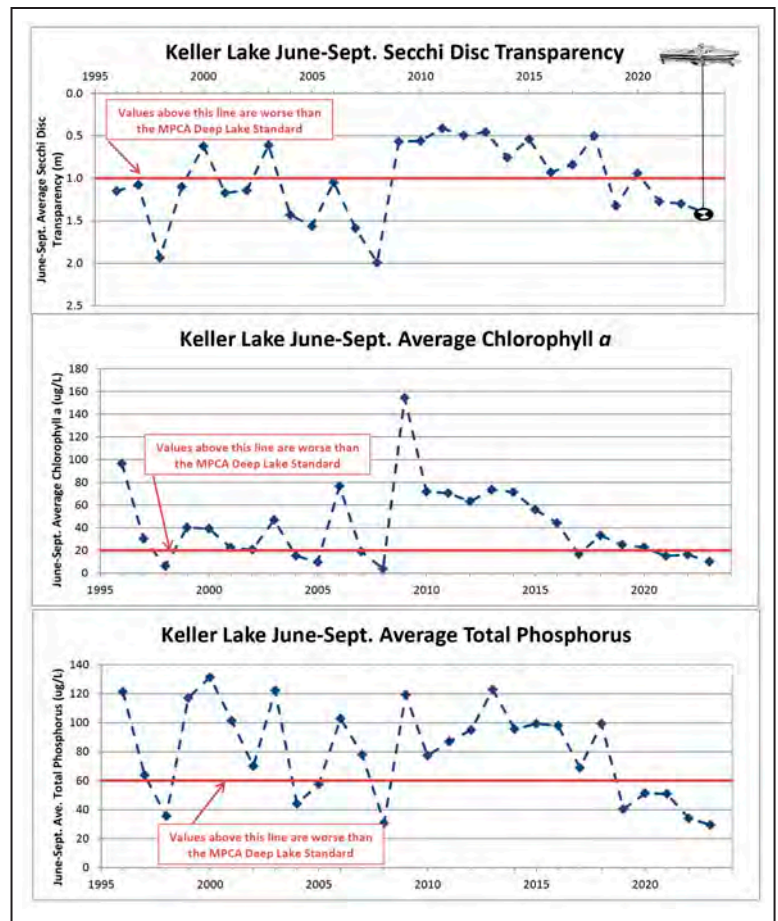 Keller Lake June-Sept. Secchi Disc Transparency
1995 2000 2005 2010 2015 2020
0.0
0.5
1.0
1.5
2.0
2.5
June-Sept. Average Secchi Disc
Transparency (m)
Values above this line are worse than
the MPCA Deep Lake Standard
Keller Lake June-Sept. Average Chlorophyll a
180
160
140
120
100
80
60
40
20
0
June-Sept. Average Chlorophyll a (ug/L)
Values above this line are worse than
the MPCA Deep Lake Standard
1995 2000 2005 2010 2015 2020
Keller Lake June-Sept. Average Total Phosphorus
140
120
100
80
60
40
20
0
June-Sept. Ave. Total Phosphorus (ug/L)
Values above this line are worse than
the MPCA Deep Lake Standard
1995 2000 2005 2010 2015 2020